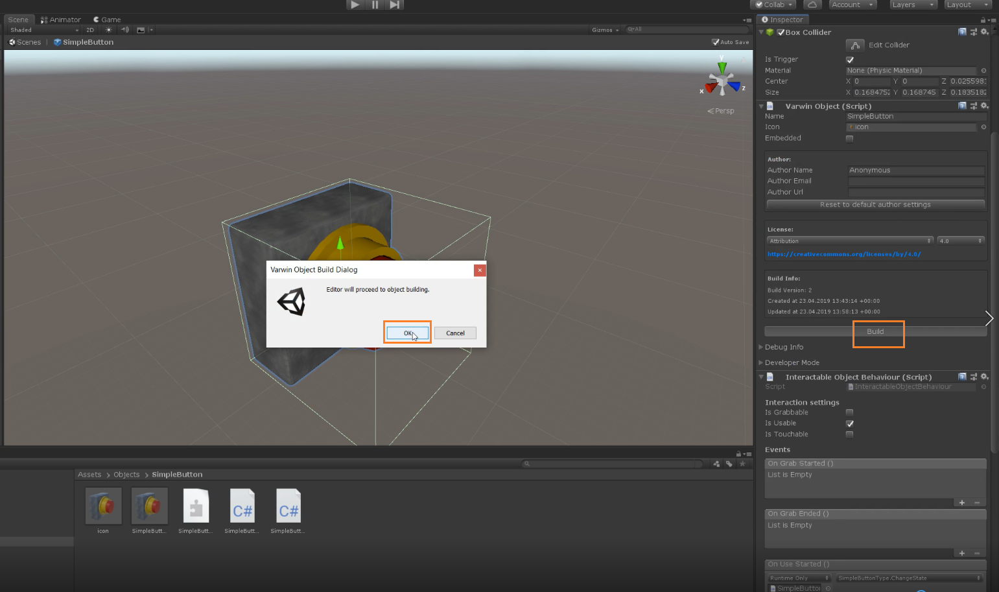 Collab
Account
Layers
Layout
Scene
Animator
Game
Shaded
2D
Gizmos
All
Scenes
SimpleButton
Auto Save
y
x
z
Persp
Varwin Object Build Dialog
Editor will proceed to object building.
OK
Cancel
Inspector
Box Collider
Edit Collider
Is Trigger
Material None (Physic Material)
Center X 0 Y 0 Z 0.025598
Size X 0.168475 Y 0.168745 Z 0.183518
Varwin Object (Script)
Name SimpleButton
Icon icon
Embedded
Author:
Author Name Anonymous
Author Email
Author Url
Reset to default author settings
License:
Attribution 4.0
https://creativecommons.org/licenses/by/4.0/
Build Info:
Build Version: 2
Created at 23.04.2019 13:43:14 +00:00
Updated at 23.04.2019 13:58:13 +00:00
Build
Debug Info
Developer Mode
Interactable Object Behaviour (Script)
Script InteractableObjectBehaviour
Interaction settings
Is Grabbable
Is Usable
Is Touchable
Events
On Grab Started ()
List is Empty
+ −
On Grab Ended ()
List is Empty
+ −
On Use Started ()
Runtime Only SimpleButtonType.ChangeState
SimpleButton
Assets > Objects > SimpleButton
C# C#
icon SimpleButt... SimpleButt... SimpleButt... SimpleButt...